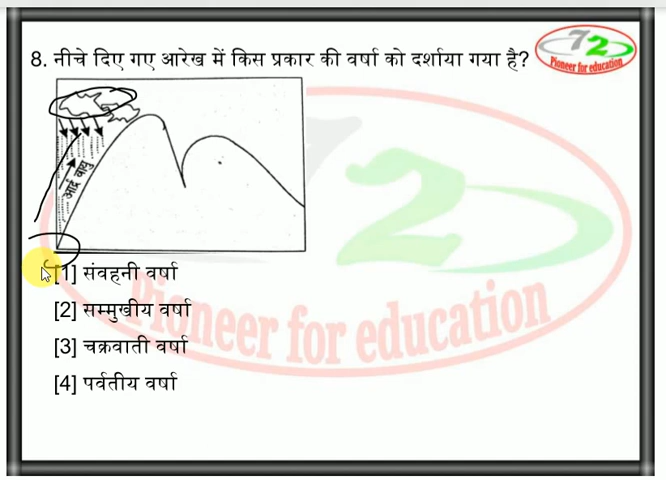 8. नीचे दिए गए आरेख में किस प्रकार की वर्षा को दर्शाया गया है?
72
Pioneer for education
आर्द्र वायु
72
[1] संवहनी वर्षा
[2] सम्मुखीय वर्षा
Pioneer for education
[3] चक्रवाती वर्षा
[4] पर्वतीय वर्षा